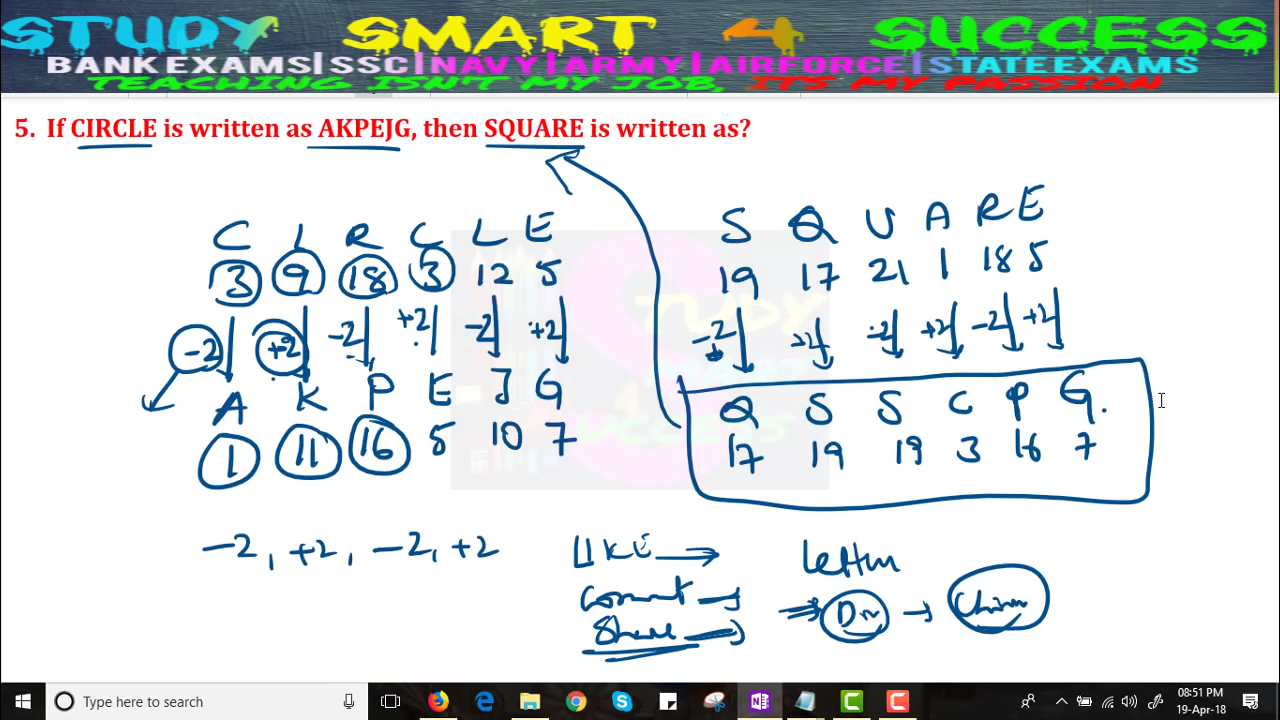 STUDY SMART 4 SUCCESS
BANK EXAMS|SSC|NAVY|ARMY|AIRFORCE|STATE EXAMS
TEACHING ISN'T MY JOB, IT'S MY PASSION
5. If CIRCLE is written as AKPEJG, then SQUARE is written as?
C I R C L E
3 9 18 3 12 5
-2 +2 -2 +2 -2 +2
A K P E J G
1 11 16 5 10 7
S Q U A R E
19 17 21 1 18 5
-2 +2 -2 +2 -2 +2
Q S S C P G.
17 19 19 3 16 7
-2, +2, -2, +2
LIKE
Comment
Share
letter
STUDY
SUCCESS
Type here to search
08:51 PM
19-Apr-18